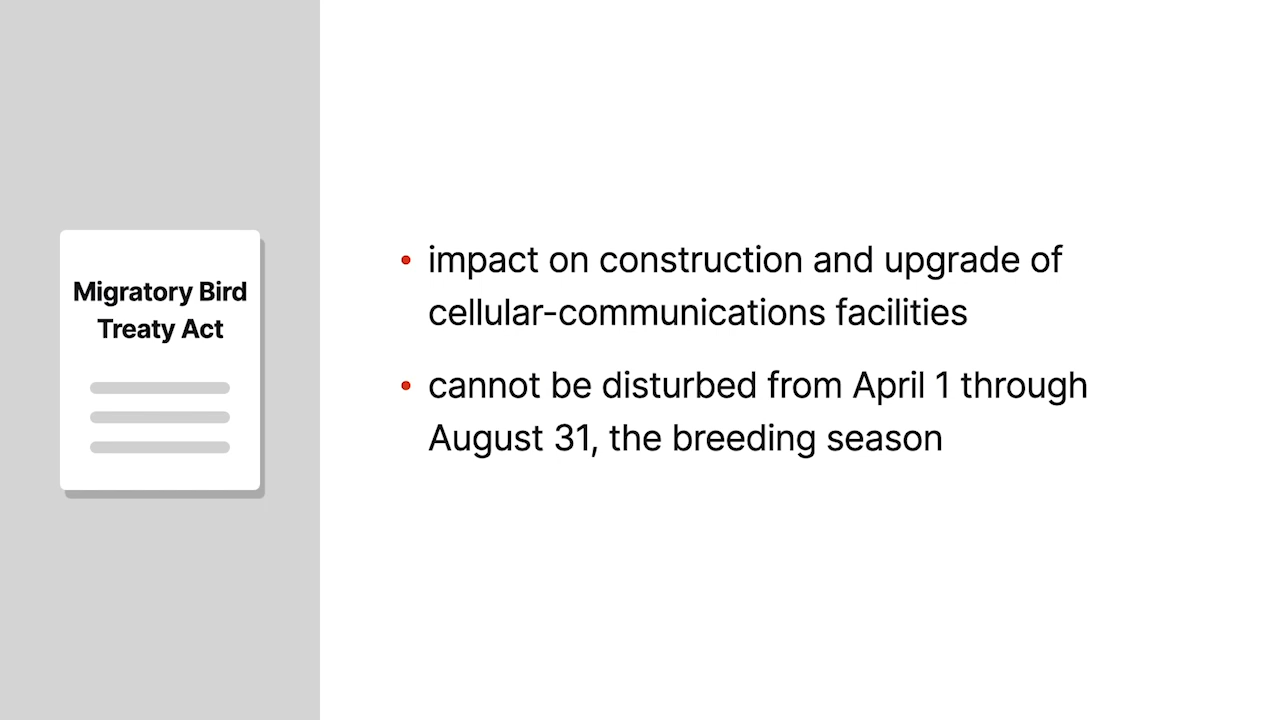 Migratory Bird
Treaty Act
• impact on construction and upgrade of
cellular-communications facilities
• cannot be disturbed from April 1 through
August 31, the breeding season